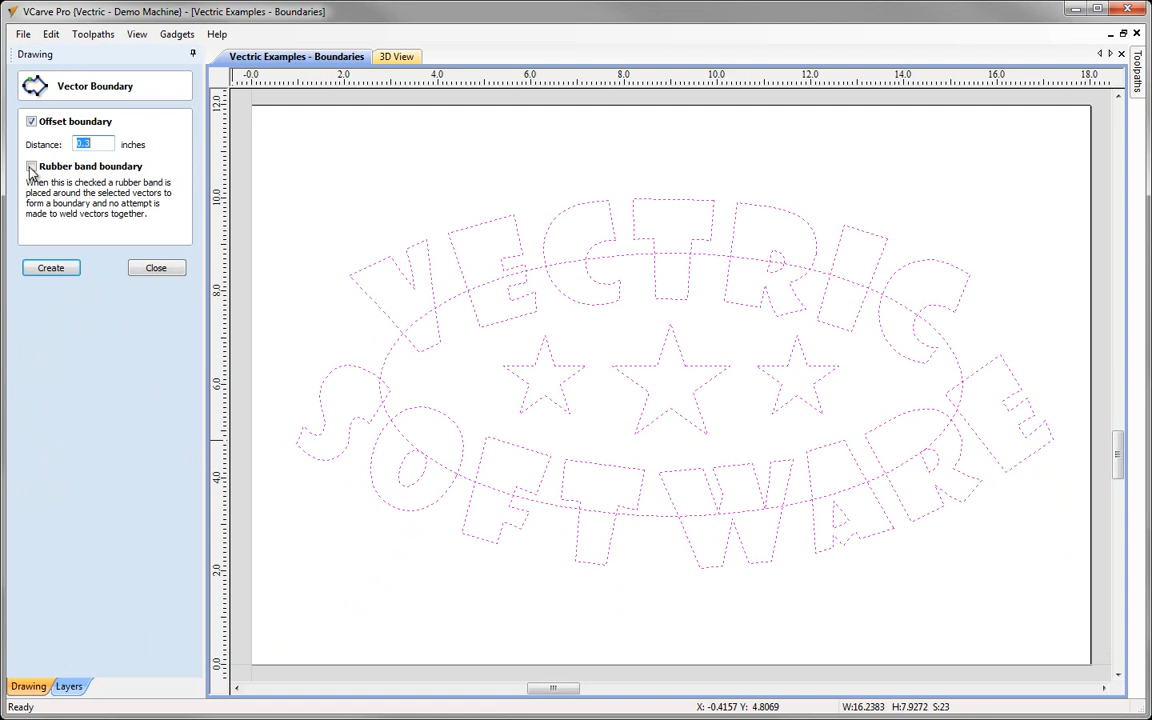 VCarve Pro {Vectric - Demo Machine} - [Vectric Examples - Boundaries]
File Edit Toolpaths View Gadgets Help
Drawing
Vectric Examples - Boundaries 3D View
Toolpaths
Vector Boundary
Offset boundary
Distance: 0.3 inches
Rubber band boundary
When this is checked a rubber band is
placed around the selected vectors to
form a boundary and no attempt is
made to weld vectors together.
Create Close
-0.0 2.0 4.0 6.0 8.0 10.0 12.0 14.0 16.0 18.0
12.0
10.0
8.0
6.0
4.0
2.0
0.0
VECTRIC
SOFTWARE
Drawing Layers
Ready X: -0.4157 Y: 4.8069 W:16.2383 H:7.9272 S:23